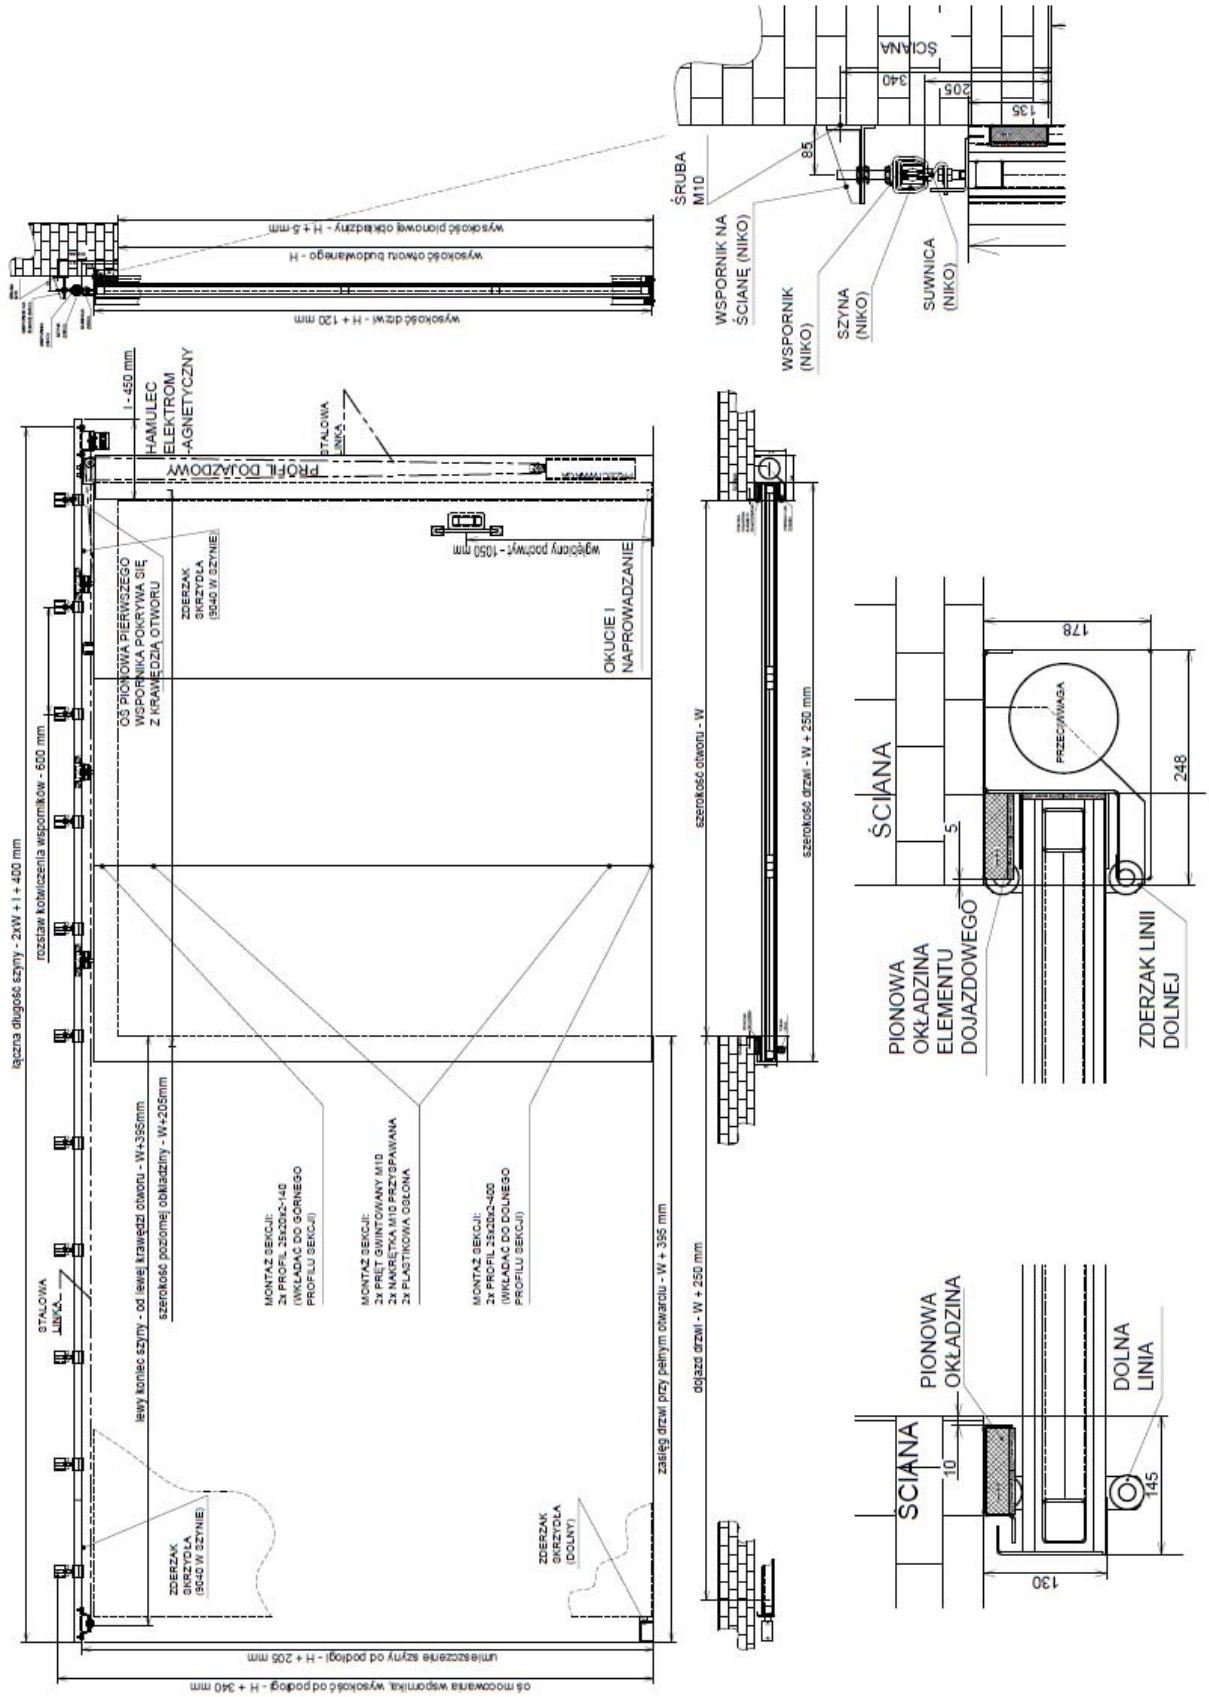 łączna długość szyny - 2xW + l + 400 mm
rozstaw kotwiczenia wsporników - 600 mm
STALOWA
LINKA
lewy koniec szyny - od lewej krawędzi otworu - W+395mm
szerokość poziomej okładziny - W+205mm
OŚ PIONOWA PIERWSZEGO
WSPORNIKA POKRYWA SIĘ
Z KRAWĘDZIĄ OTWORU
ZDERZAK
SKRZYDŁA
(9040 W SZYNIE)
l - 450 mm
HAMULEC
ELEKTROM
-AGNETYCZNY
PROFIL DOJAZDOWY
STALOWA
LINKA
PRZECIWWAGA
wgłębiony pochwyt - 1050 mm
OKUCIE I
NAPROWADZANIE
MONTAŻ SEKCJI:
2x PROFIL 25x20x2-140
(WKŁADAĆ DO GÓRNEGO
PROFILU SEKCJI)
MONTAŻ SEKCJI:
2x PRĘT GWINTOWANY M10
2x NAKRĘTKA M10 PRZYSPAWANA
2x PLASTIKOWA OSŁONA
MONTAŻ SEKCJI:
2x PROFIL 25x20x2-400
(WKŁADAĆ DO DOLNEGO
PROFILU SEKCJI)
ZDERZAK
SKRZYDŁA
(9040 W SZYNIE)
ZDERZAK
SKRZYDŁA
(DOLNY)
umieszczenie szyny od podłogi - H + 205 mm
oś mocowania wspornika, wysokość od podłogi - H + 340 mm
zasięg drzwi przy pełnym otwarciu - W + 395 mm
dojazd drzwi - W + 250 mm
szerokość otworu - W
szerokość drzwi - W + 250 mm
wysokość drzwi - H + 120 mm
wysokość otworu budowlanego - H
wysokość pionowej okładziny - H + 5 mm
ŚRUBA
M10
WSPORNIK NA
ŚCIANĘ (NIKO)
WSPORNIK
(NIKO)
SZYNA
(NIKO)
SUWNICA
(NIKO)
85
ŚCIANA
340
205
135
ŚCIANA
10
PIONOWA
OKŁADZINA
DOLNA
LINIA
145
130
ŚCIANA
5
PIONOWA
OKŁADZINA
ELEMENTU
DOJAZDOWEGO
ZDERZAK LINII
DOLNEJ
PRZECIWWAGA
178
248